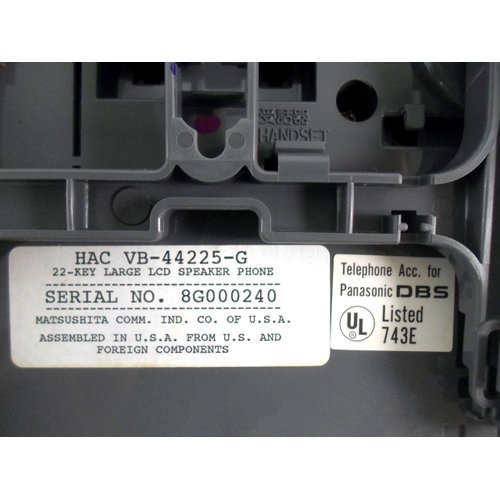 HANDSET
HAC VB-44225-G
22-KEY LARGE LCD SPEAKER PHONE
SERIAL NO. 8G000240
MATSUSHITA COMM. IND. CO. OF U.S.A.
ASSEMBLED IN U.S.A. FROM U.S. AND
FOREIGN COMPONENTS
Telephone Acc. for
Panasonic DBS
UL Listed
743E